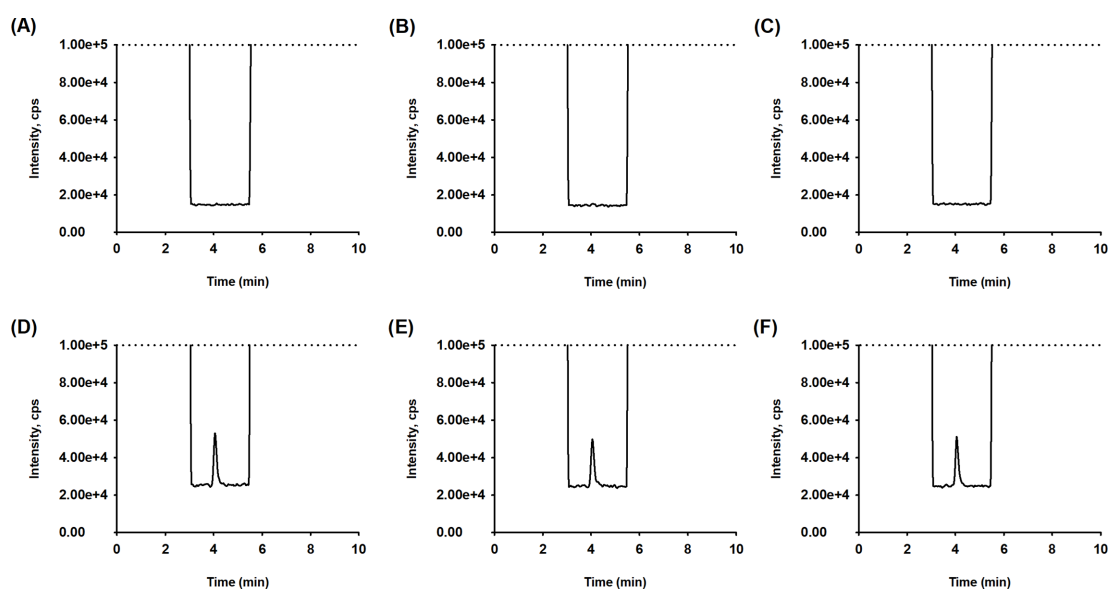 (A)
1.00e+5
8.00e+4
6.00e+4
4.00e+4
2.00e+4
0.00
Intensity, cps
0 2 4 6 8 10
Time (min)
(B)
1.00e+5
8.00e+4
6.00e+4
4.00e+4
2.00e+4
0.00
Intensity, cps
0 2 4 6 8 10
Time (min)
(C)
1.00e+5
8.00e+4
6.00e+4
4.00e+4
2.00e+4
0.00
Intensity, cps
0 2 4 6 8 10
Time (min)
(D)
1.00e+5
8.00e+4
6.00e+4
4.00e+4
2.00e+4
0.00
Intensity, cps
0 2 4 6 8 10
Time (min)
(E)
1.00e+5
8.00e+4
6.00e+4
4.00e+4
2.00e+4
0.00
Intensity, cps
0 2 4 6 8 10
Time (min)
(F)
1.00e+5
8.00e+4
6.00e+4
4.00e+4
2.00e+4
0.00
Intensity, cps
0 2 4 6 8 10
Time (min)